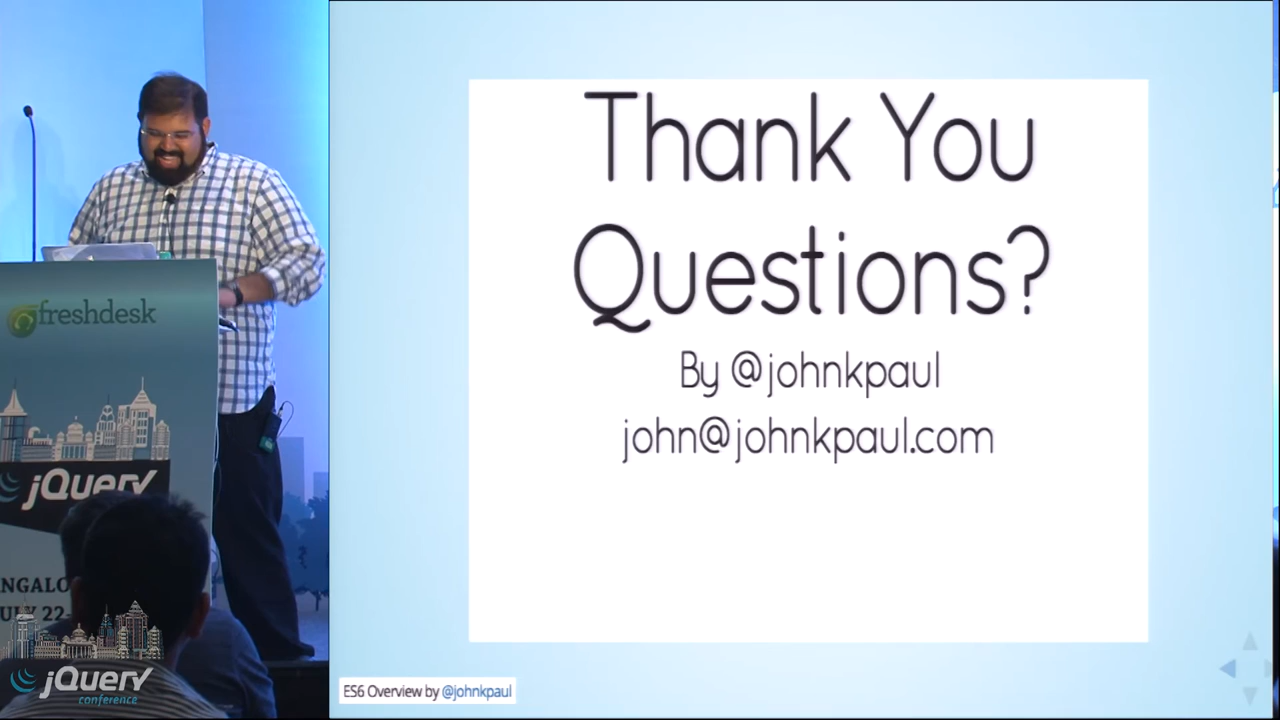 Thank You
Questions?
By @johnkpaul
john@johnkpaul.com
ES6 Overview by @johnkpaul
freshdesk
jQuery
jQuery
conference